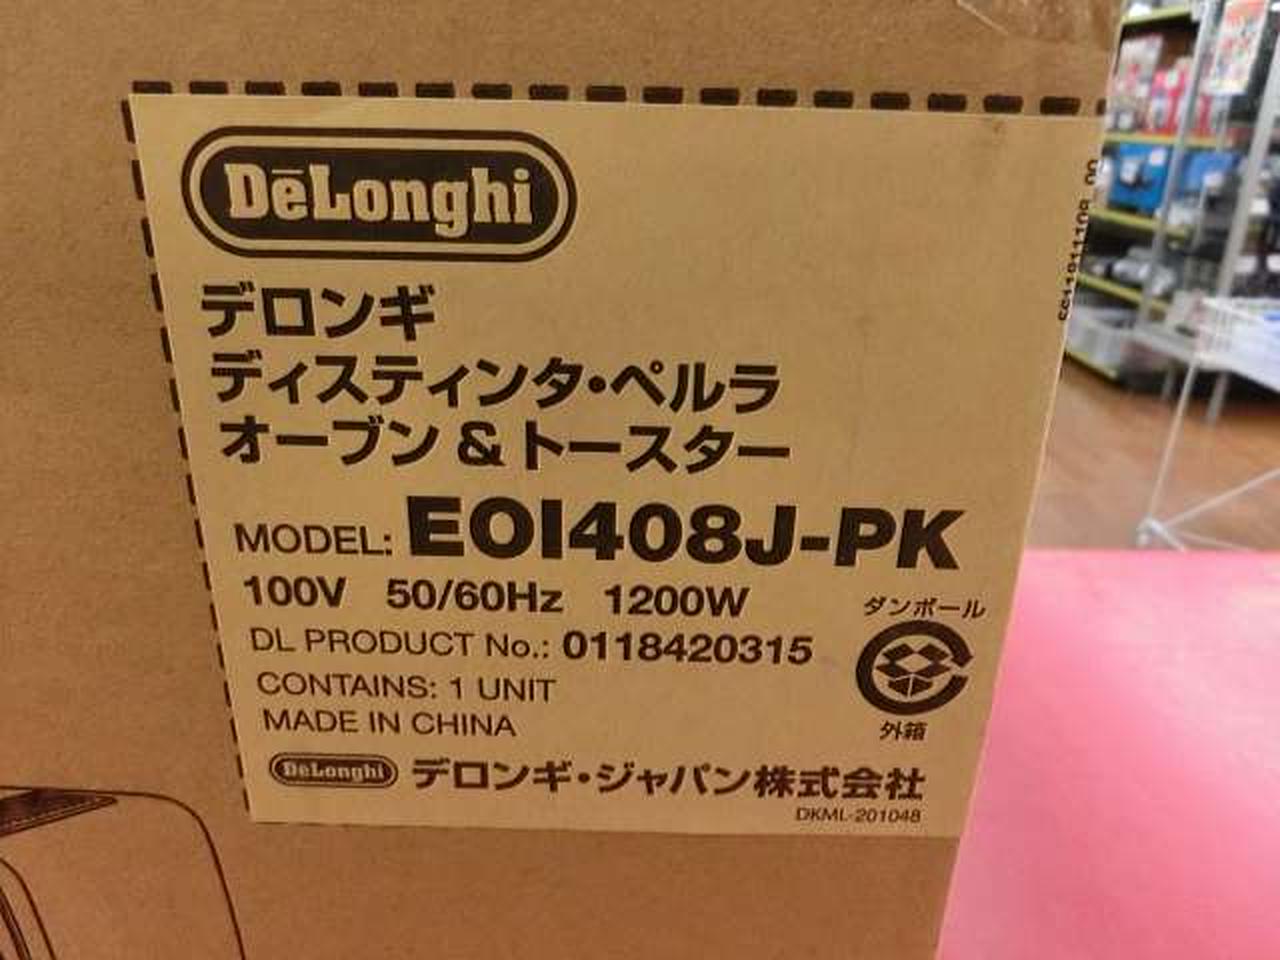 DēLonghi
デロンギ
ディスティンタ・ペルラ
オーブン & トースター
MODEL: EOI408J-PK
100V 50/60Hz 1200W
DL PRODUCT No.: 0118420315
CONTAINS: 1 UNIT
MADE IN CHINA
ダンボール
外箱
DeLonghi デロンギ・ジャパン株式会社
DKML-201048